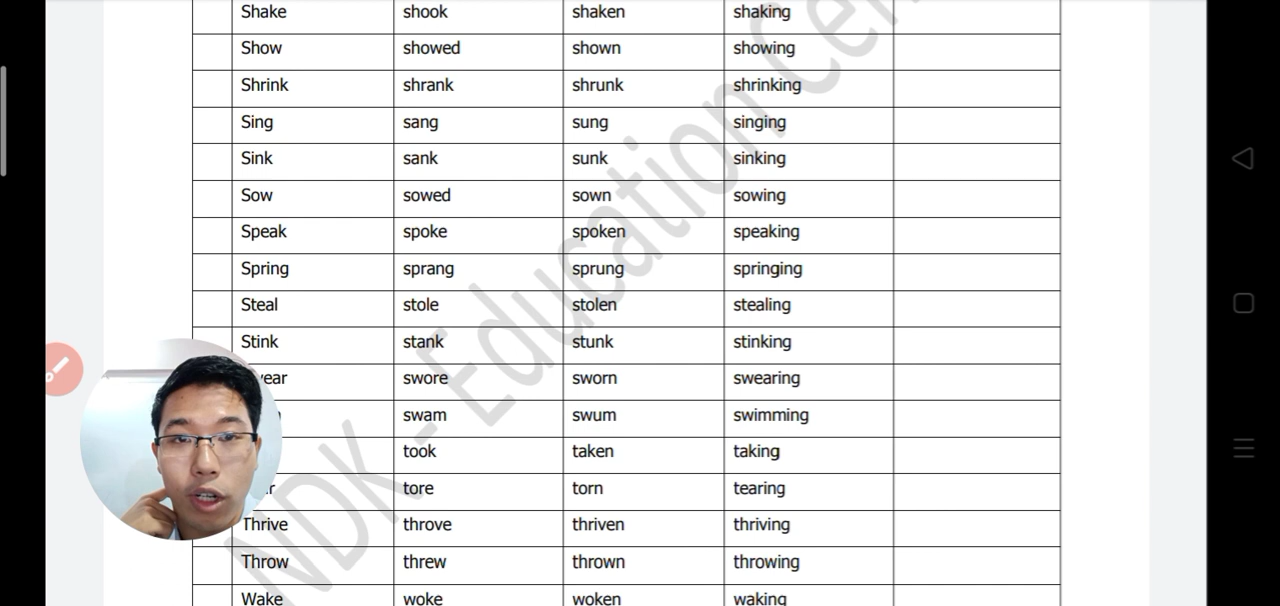 Shake shook shaken shaking
Show showed shown showing
Shrink shrank shrunk shrinking
Sing sang sung singing
Sink sank sunk sinking
Sow sowed sown sowing
Speak spoke spoken speaking
Spring sprang sprung springing
Steal stole stolen stealing
Stink stank stunk stinking
swore sworn swearing
swam swum swimming
took taken taking
tore torn tearing
Thrive throve thriven thriving
Throw threw thrown throwing
Wake woke woken waking
NDK - Education